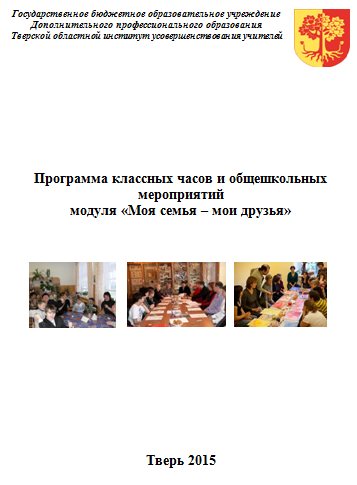 Государственное бюджетное образовательное учреждение
Дополнительного профессионального образования
Тверской областной институт усовершенствования учителей
Программа классных часов и общешкольных
мероприятий
модуля «Моя семья – мои друзья»
Тверь 2015